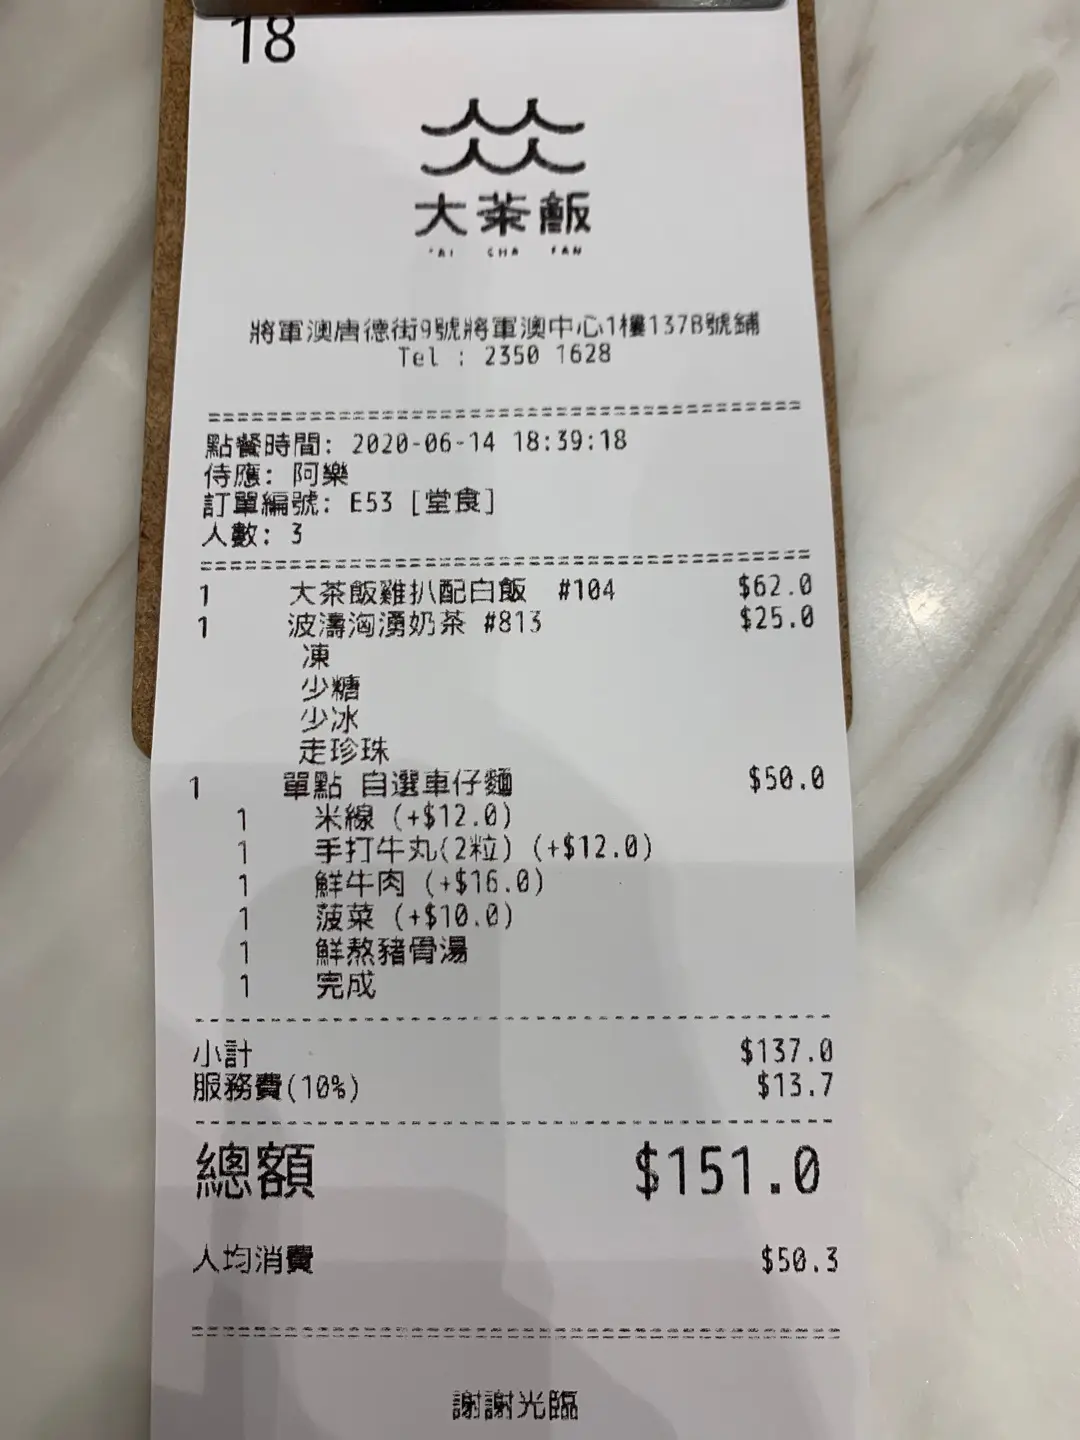 18
大茶飯
TAI CHA FAN
將軍澳唐德街9號將軍澳中心1樓137B號鋪
Tel : 2350 1628
點餐時間: 2020-06-14 18:39:18
侍應: 阿樂
訂單編號: E53 [堂食]
人數: 3
1 大茶飯雞扒配白飯 #104 $62.0
1 波濤洶湧奶茶 #813 $25.0
凍
少糖
少冰
走珍珠
1 單點 自選車仔麵 $50.0
1 米線 (+$12.0)
1 手打牛丸(2粒) (+$12.0)
1 鮮牛肉 (+$16.0)
1 菠菜 (+$10.0)
1 鮮熬豬骨湯
1 完成
小計 $137.0
服務費(10%) $13.7
總額 $151.0
人均消費 $50.3
謝謝光臨